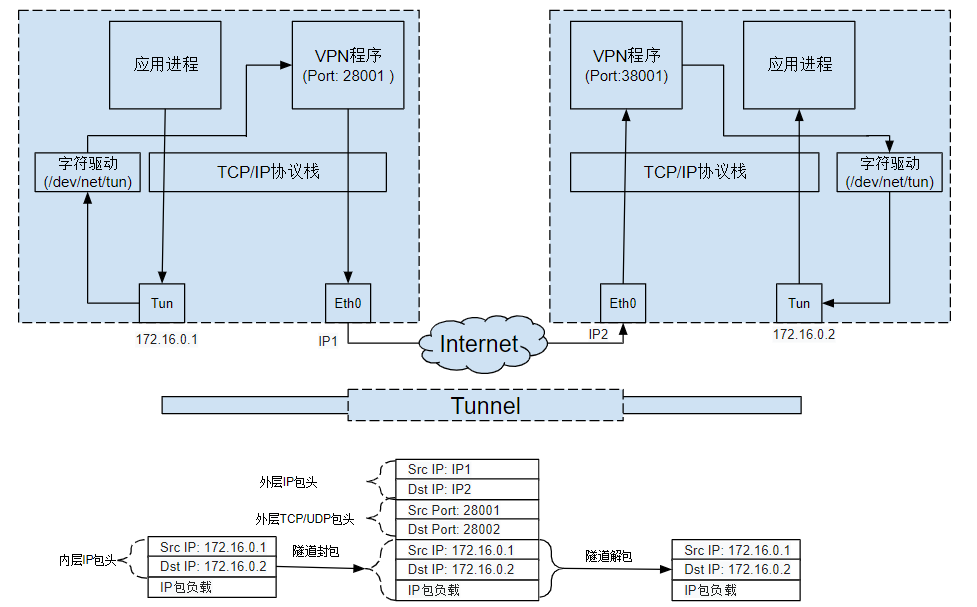 应用进程
VPN程序
(Port: 28001 )
字符驱动
(/dev/net/tun)
TCP/IP协议栈
Tun
Eth0
172.16.0.1
IP1
VPN程序
(Port:38001)
应用进程
TCP/IP协议栈
字符驱动
(/dev/net/tun)
Eth0
Tun
IP2
172.16.0.2
Internet
Tunnel
外层IP包头
Src IP: IP1
Dst IP: IP2
外层TCP/UDP包头
Src Port: 28001
Dst Port: 28002
内层IP包头
Src IP: 172.16.0.1
Dst IP: 172.16.0.2
IP包负载
隧道封包
Src IP: 172.16.0.1
Dst IP: 172.16.0.2
IP包负载
隧道解包
Src IP: 172.16.0.1
Dst IP: 172.16.0.2
IP包负载